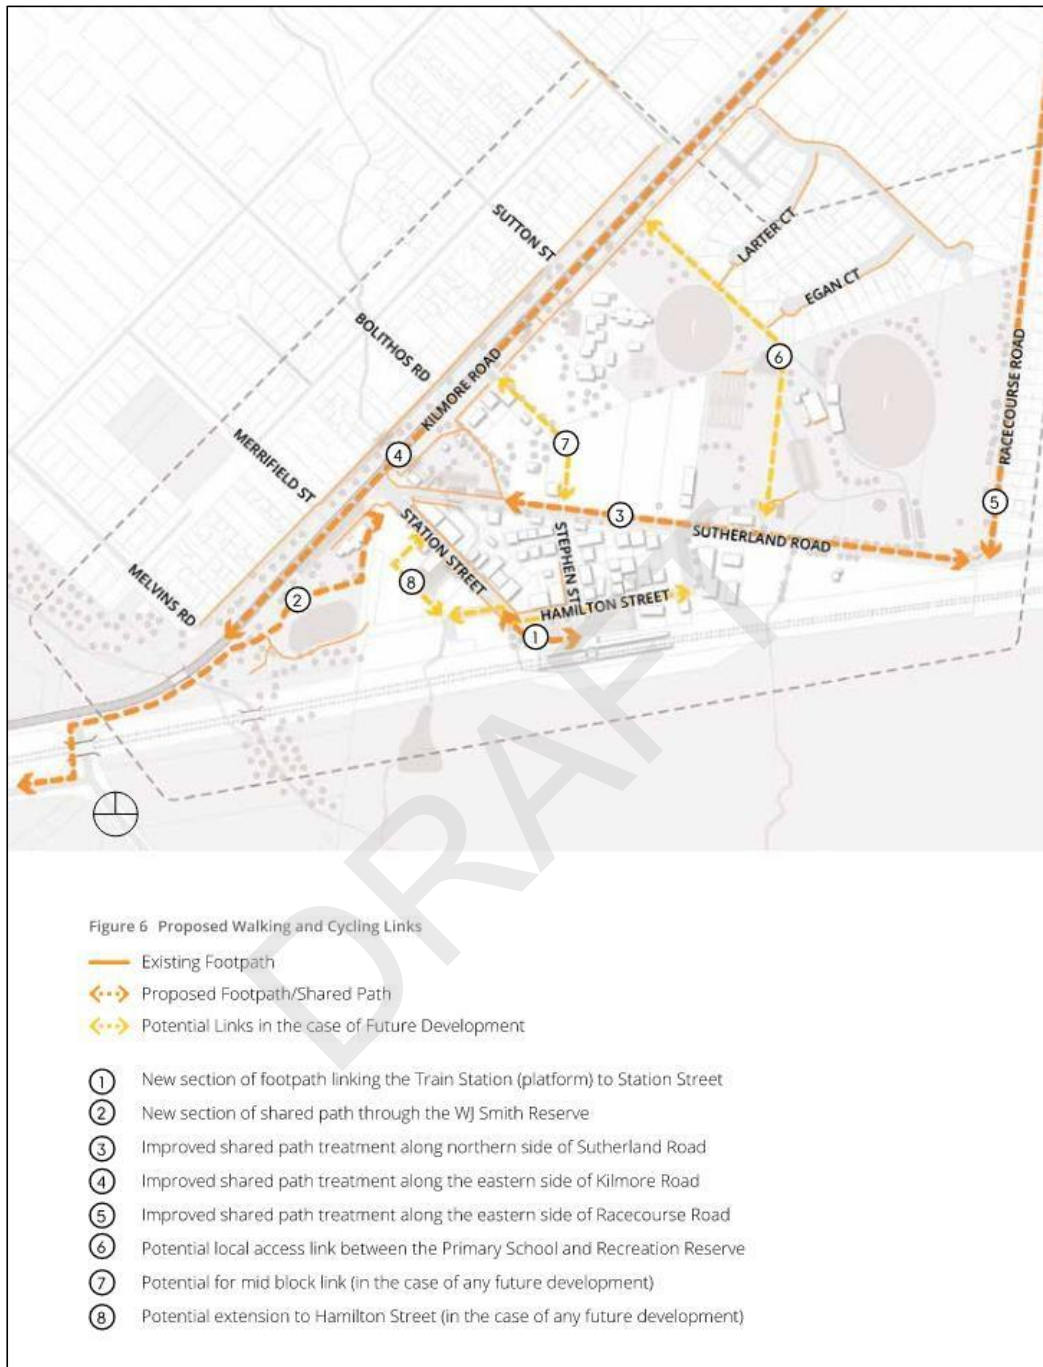 SUTTON ST
LARTER CT
EGAN CT
BOLITHOS RD
KILMORE ROAD
6
RACECOURSE ROAD
MERRIFIELD ST
7
4
5
3
STATION STREET
STEPHEN ST
SUTHERLAND ROAD
MELVINS RD
2
8
HAMILTON STREET
1
DRAFT
Figure 6 Proposed Walking and Cycling Links
Existing Footpath
Proposed Footpath/Shared Path
Potential Links in the case of Future Development
1 New section of footpath linking the Train Station (platform) to Station Street
2 New section of shared path through the WJ Smith Reserve
3 Improved shared path treatment along northern side of Sutherland Road
4 Improved shared path treatment along the eastern side of Kilmore Road
5 Improved shared path treatment along the eastern side of Racecourse Road
6 Potential local access link between the Primary School and Recreation Reserve
7 Potential for mid block link (in the case of any future development)
8 Potential extension to Hamilton Street (in the case of any future development)